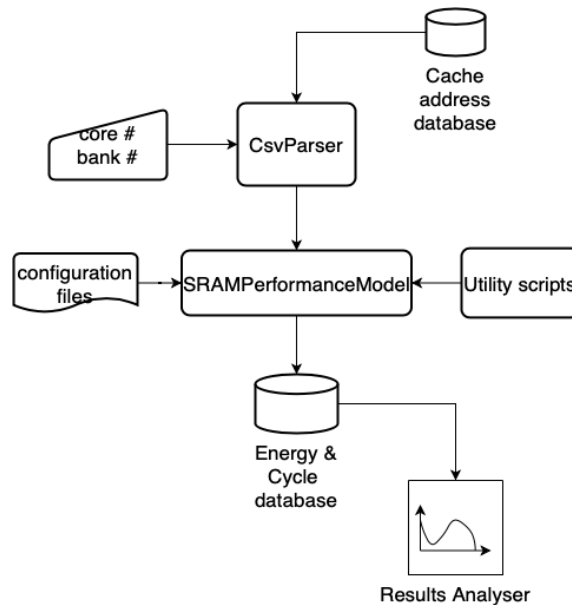 Cache
address
database
core #
bank #
CsvParser
configuration
files
SRAMPerformanceModel
Utility scripts
Energy &
Cycle
database
Results Analyser